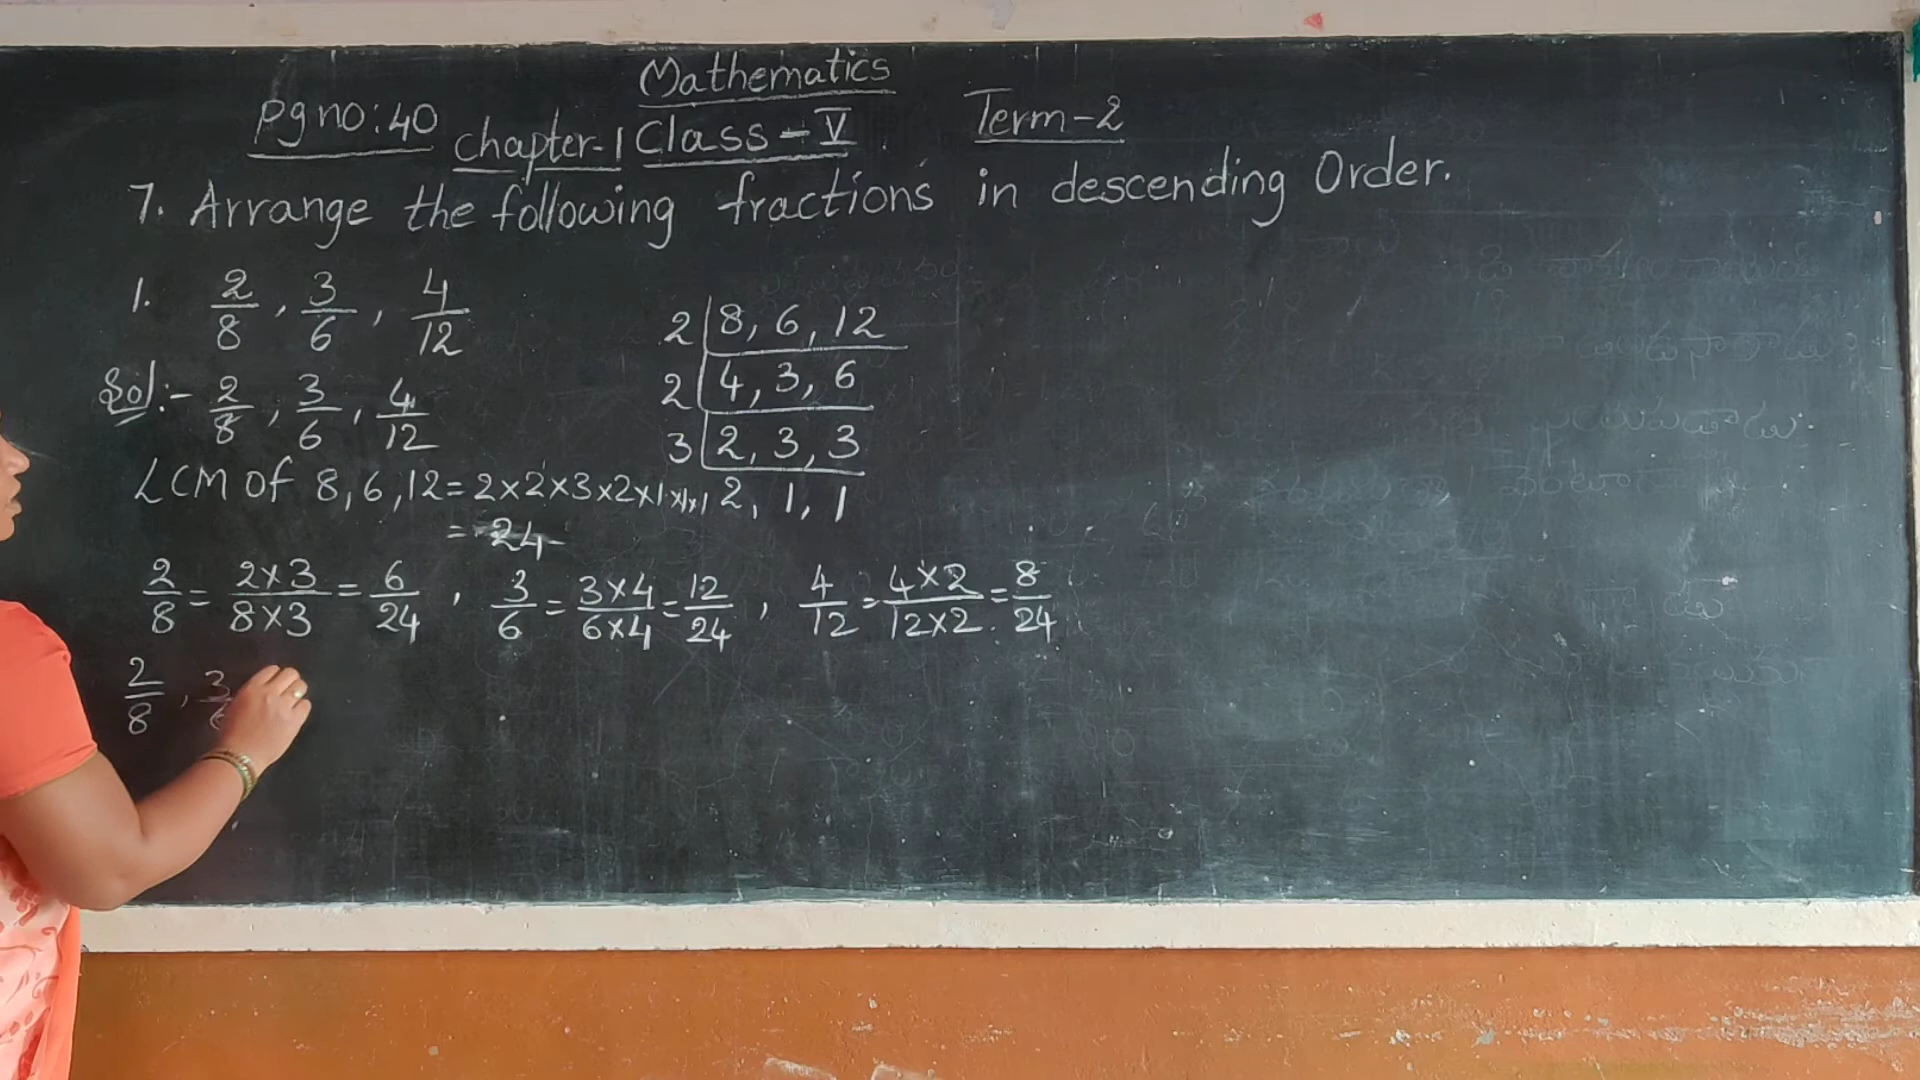 Mathematics
Pg no: 40 Chapter-1 Class - V Term-2
7. Arrange the following fractions in descending Order.
1. 2/8, 3/6, 4/12
Sol:- 2/8, 3/6, 4/12
2 | 8, 6, 12
2 | 4, 3, 6
3 | 2, 3, 3
2, 1, 1
LCM of 8, 6, 12 = 2×2×3×2×1×1×1
= 24
2/8 = 2×3/8×3 = 6/24, 3/6 = 3×4/6×4 = 12/24, 4/12 = 4×2/12×2 = 8/24
2/8, 3/6